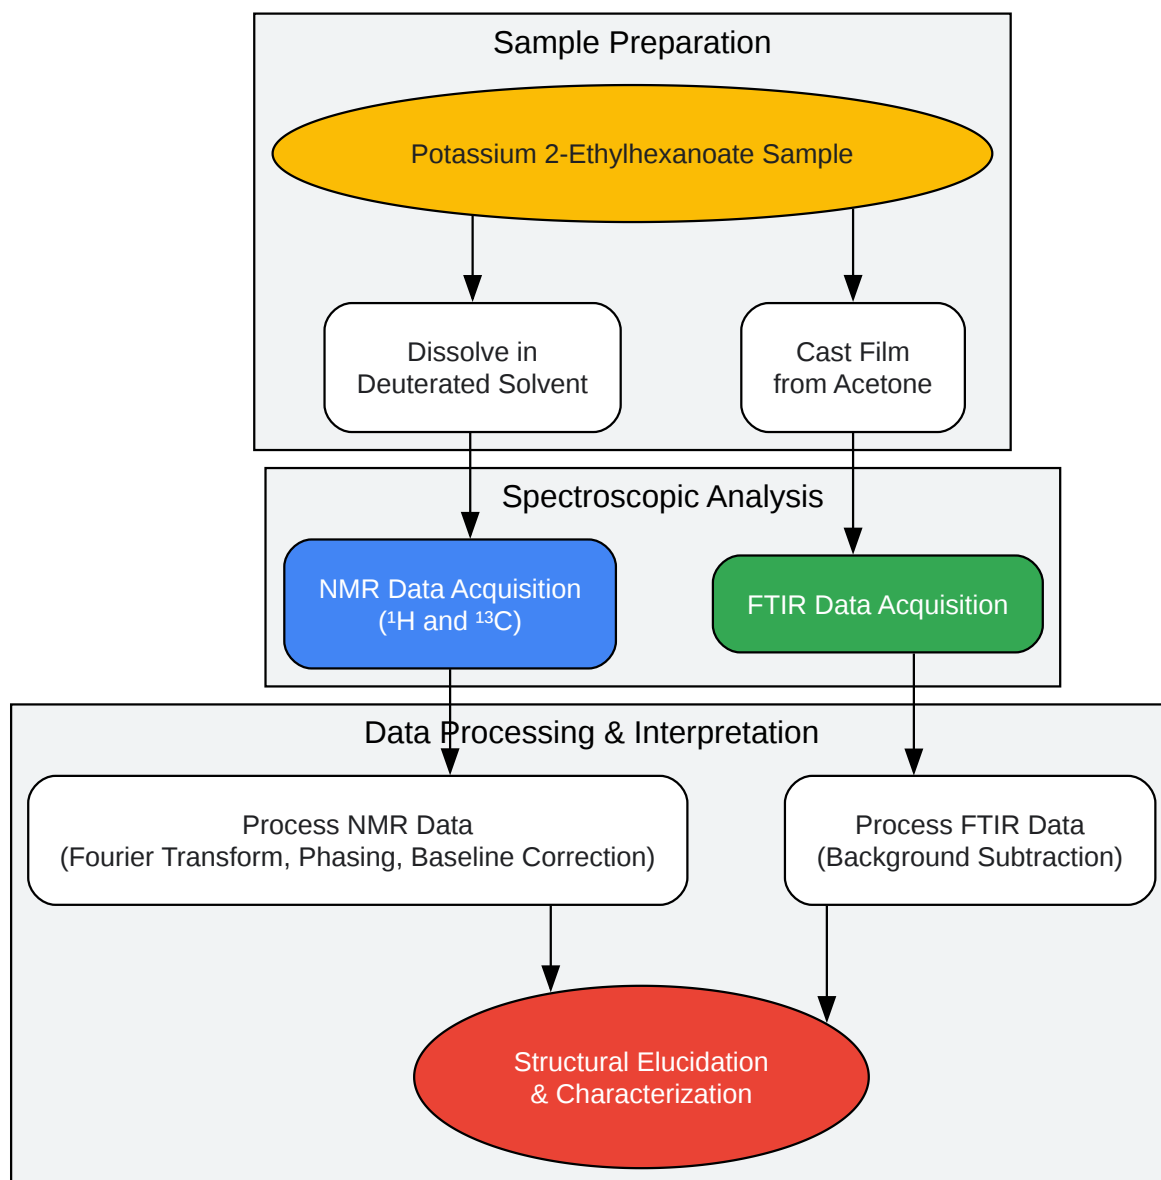 Sample Preparation
Potassium 2-Ethylhexanoate Sample
Dissolve in
Deuterated Solvent
Cast Film
from Acetone
Spectroscopic Analysis
NMR Data Acquisition
(¹H and ¹³C)
FTIR Data Acquisition
Data Processing & Interpretation
Process NMR Data
(Fourier Transform, Phasing, Baseline Correction)
Process FTIR Data
(Background Subtraction)
Structural Elucidation
& Characterization